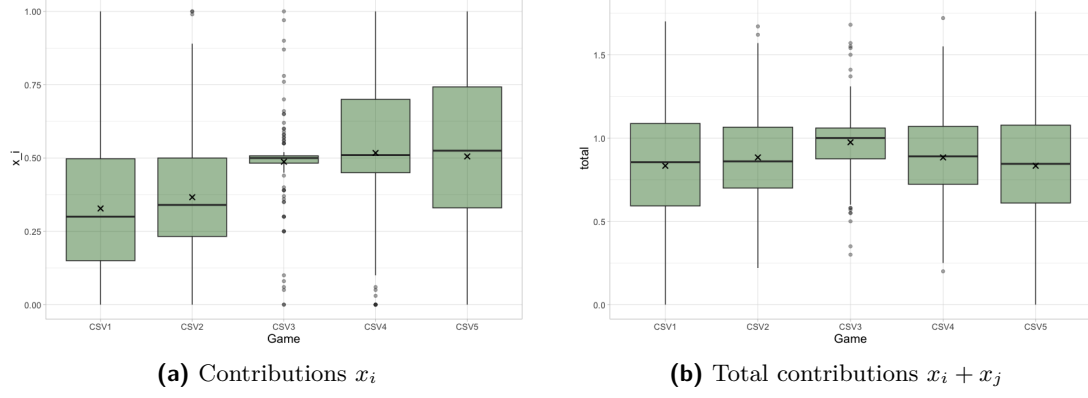 1.00
0.75
0.50
0.25
0.00
x_i
CSV1 CSV2 CSV3 CSV4 CSV5
Game
(a) Contributions x_i
1.5
1.0
0.5
0.0
total
CSV1 CSV2 CSV3 CSV4 CSV5
Game
(b) Total contributions x_i + x_j